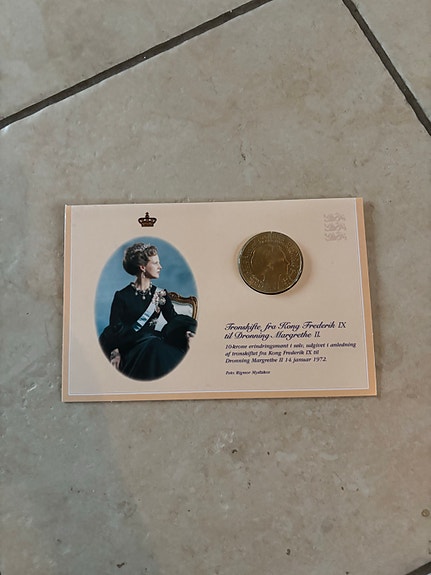 Tronskifte fra Kong Frederik IX
til Dronning Margrethe II.
10-krone erindringsmønt i sølv, udgivet i anledning
af tronskiftet fra Kong Frederik IX til
Dronning Margrethe II 14 januar 1972.
Foto: Rigmor Mydtskov